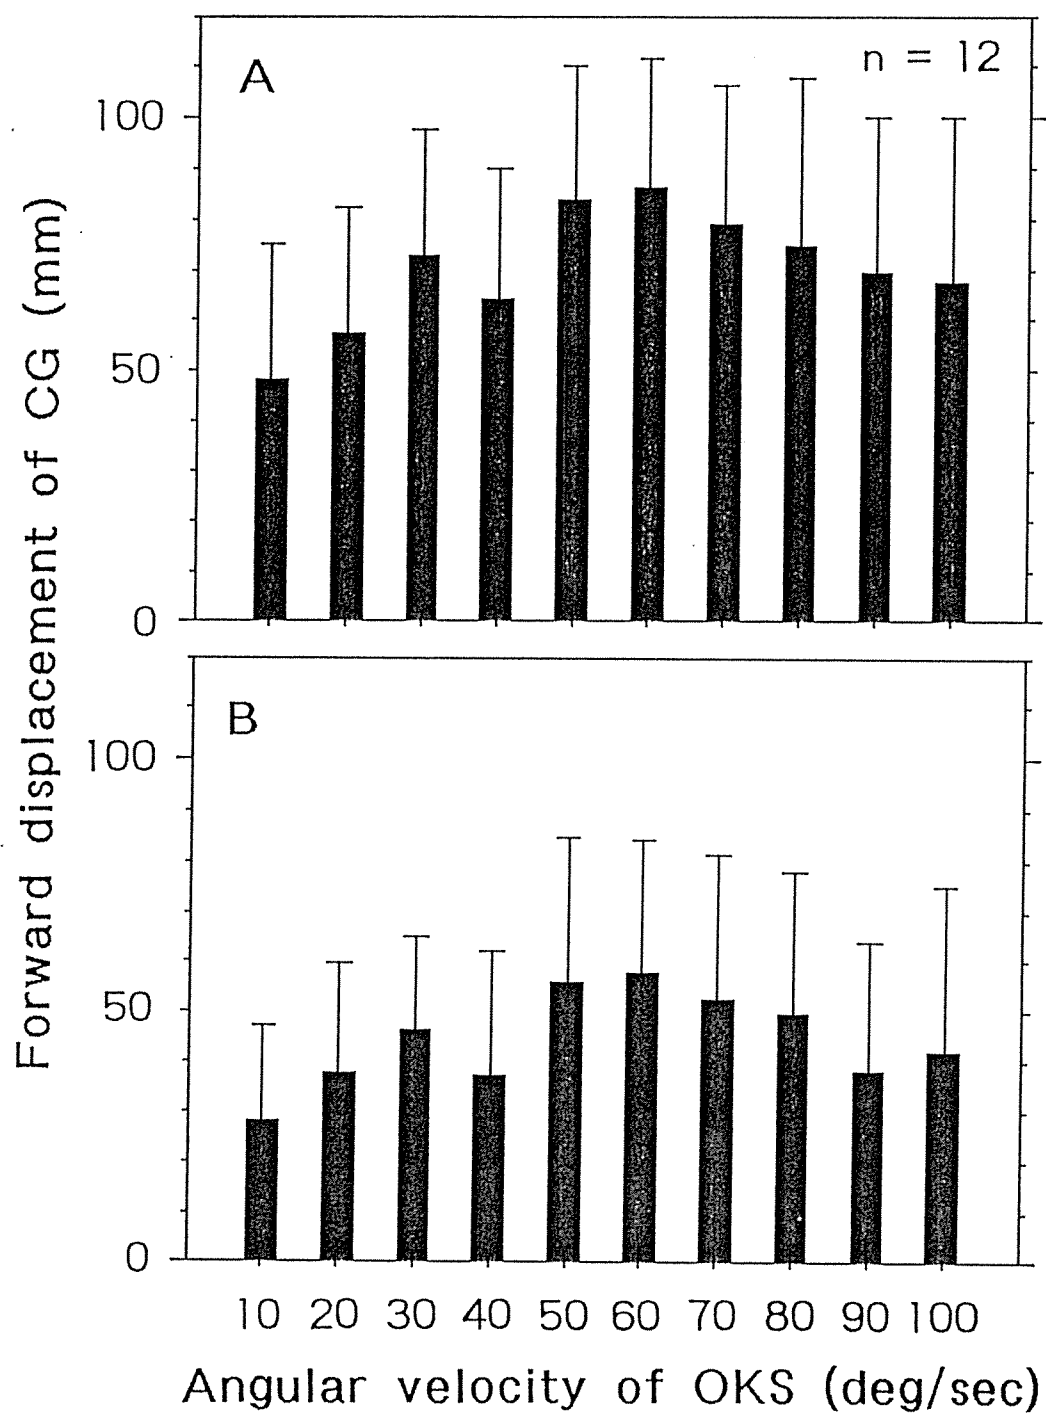 A
n = 12
100
50
0
B
100
50
0
Forward displacement of CG (mm)
10 20 30 40 50 60 70 80 90 100
Angular velocity of OKS (deg/sec)